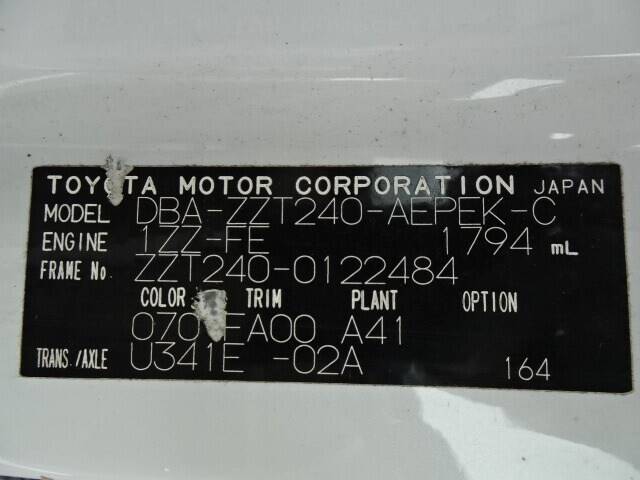 TOYOTA MOTOR CORPORATION JAPAN
MODEL DBA-ZZT240-AEPEK-C
ENGINE 1ZZ-FE 1794 mL
FRAME No. ZZT240-0122484
COLOR TRIM PLANT OPTION
070 EA00 A41
TRANS./AXLE U341E -02A 164